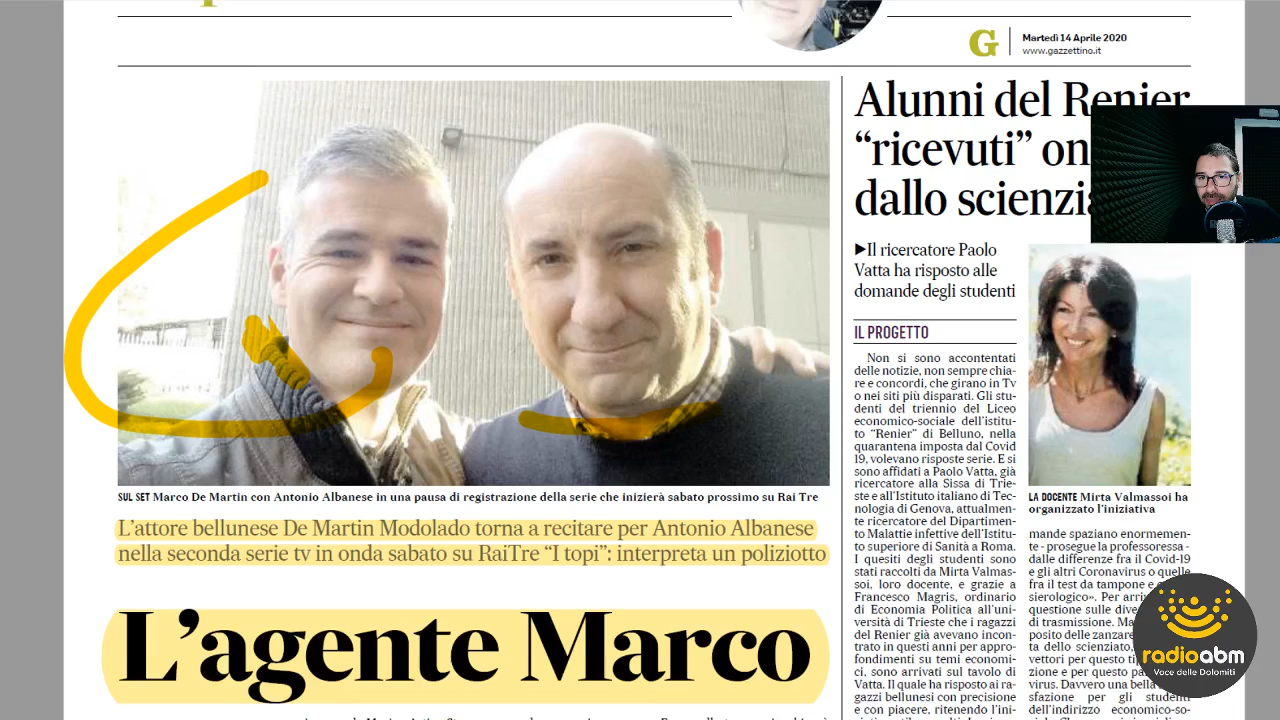 G
Martedì 14 Aprile 2020
www.gazzettino.it
SUL SET Marco De Martin con Antonio Albanese in una pausa di registrazione della serie che inizierà sabato prossimo su Rai Tre
L'attore bellunese De Martin Modolado torna a recitare per Antonio Albanese
nella seconda serie tv in onda sabato su RaiTre “I topi”: interpreta un poliziotto
L'agente Marco
Alunni del Renier
“ricevuti” on
dallo scienzia
▶Il ricercatore Paolo
Vatta ha risposto alle
domande degli studenti
IL PROGETTO
Non si sono accontentati
delle notizie, non sempre chia-
re e concordi, che girano in Tv
o nei siti più disparati. Gli stu-
denti del triennio del Liceo
economico-sociale dell'istitu-
to “Renier” di Belluno, nella
quarantena imposta dal Covid
19, volevano risposte serie. E si
sono affidati a Paolo Vatta, già
ricercatore alla Sissa di Trie-
ste e all'Istituto italiano di Tec-
nologia di Genova, attualmen-
te ricercatore del Dipartimen-
to Malattie infettive dell'Istitu-
to superiore di Sanità a Roma.
I quesiti degli studenti sono
stati raccolti da Mirta Valmas-
soi, loro docente, e grazie a
Francesco Magris, ordinario
di Economia Politica all'uni-
versità di Trieste che i ragazzi
del Renier già avevano incon-
trato in questi anni per appro-
fondimenti su temi economi-
ci, sono arrivati sul tavolo di
Vatta. Il quale ha risposto ai ra-
gazzi bellunesi con precisione
e con piacere, ritenendo l'ini-
LA DOCENTE Mirta Valmassoi ha
organizzato l'iniziativa
mande spaziano enormemen-
te - prosegue la professoressa -
dalle differenze fra il Covid-19
e gli altri Coronavirus o quelle
fra il test da tampone e
sierologico». Per arri
questione sulle dive
di trasmissione. Ma
posito delle zanzare
ta dello scienziato,
vettori per questo ti
zione e per questo pa
virus. Davvero una bella
sfazione per gli studenti
dell'indirizzo economico-so-
radioabm
Voce delle Dolomiti